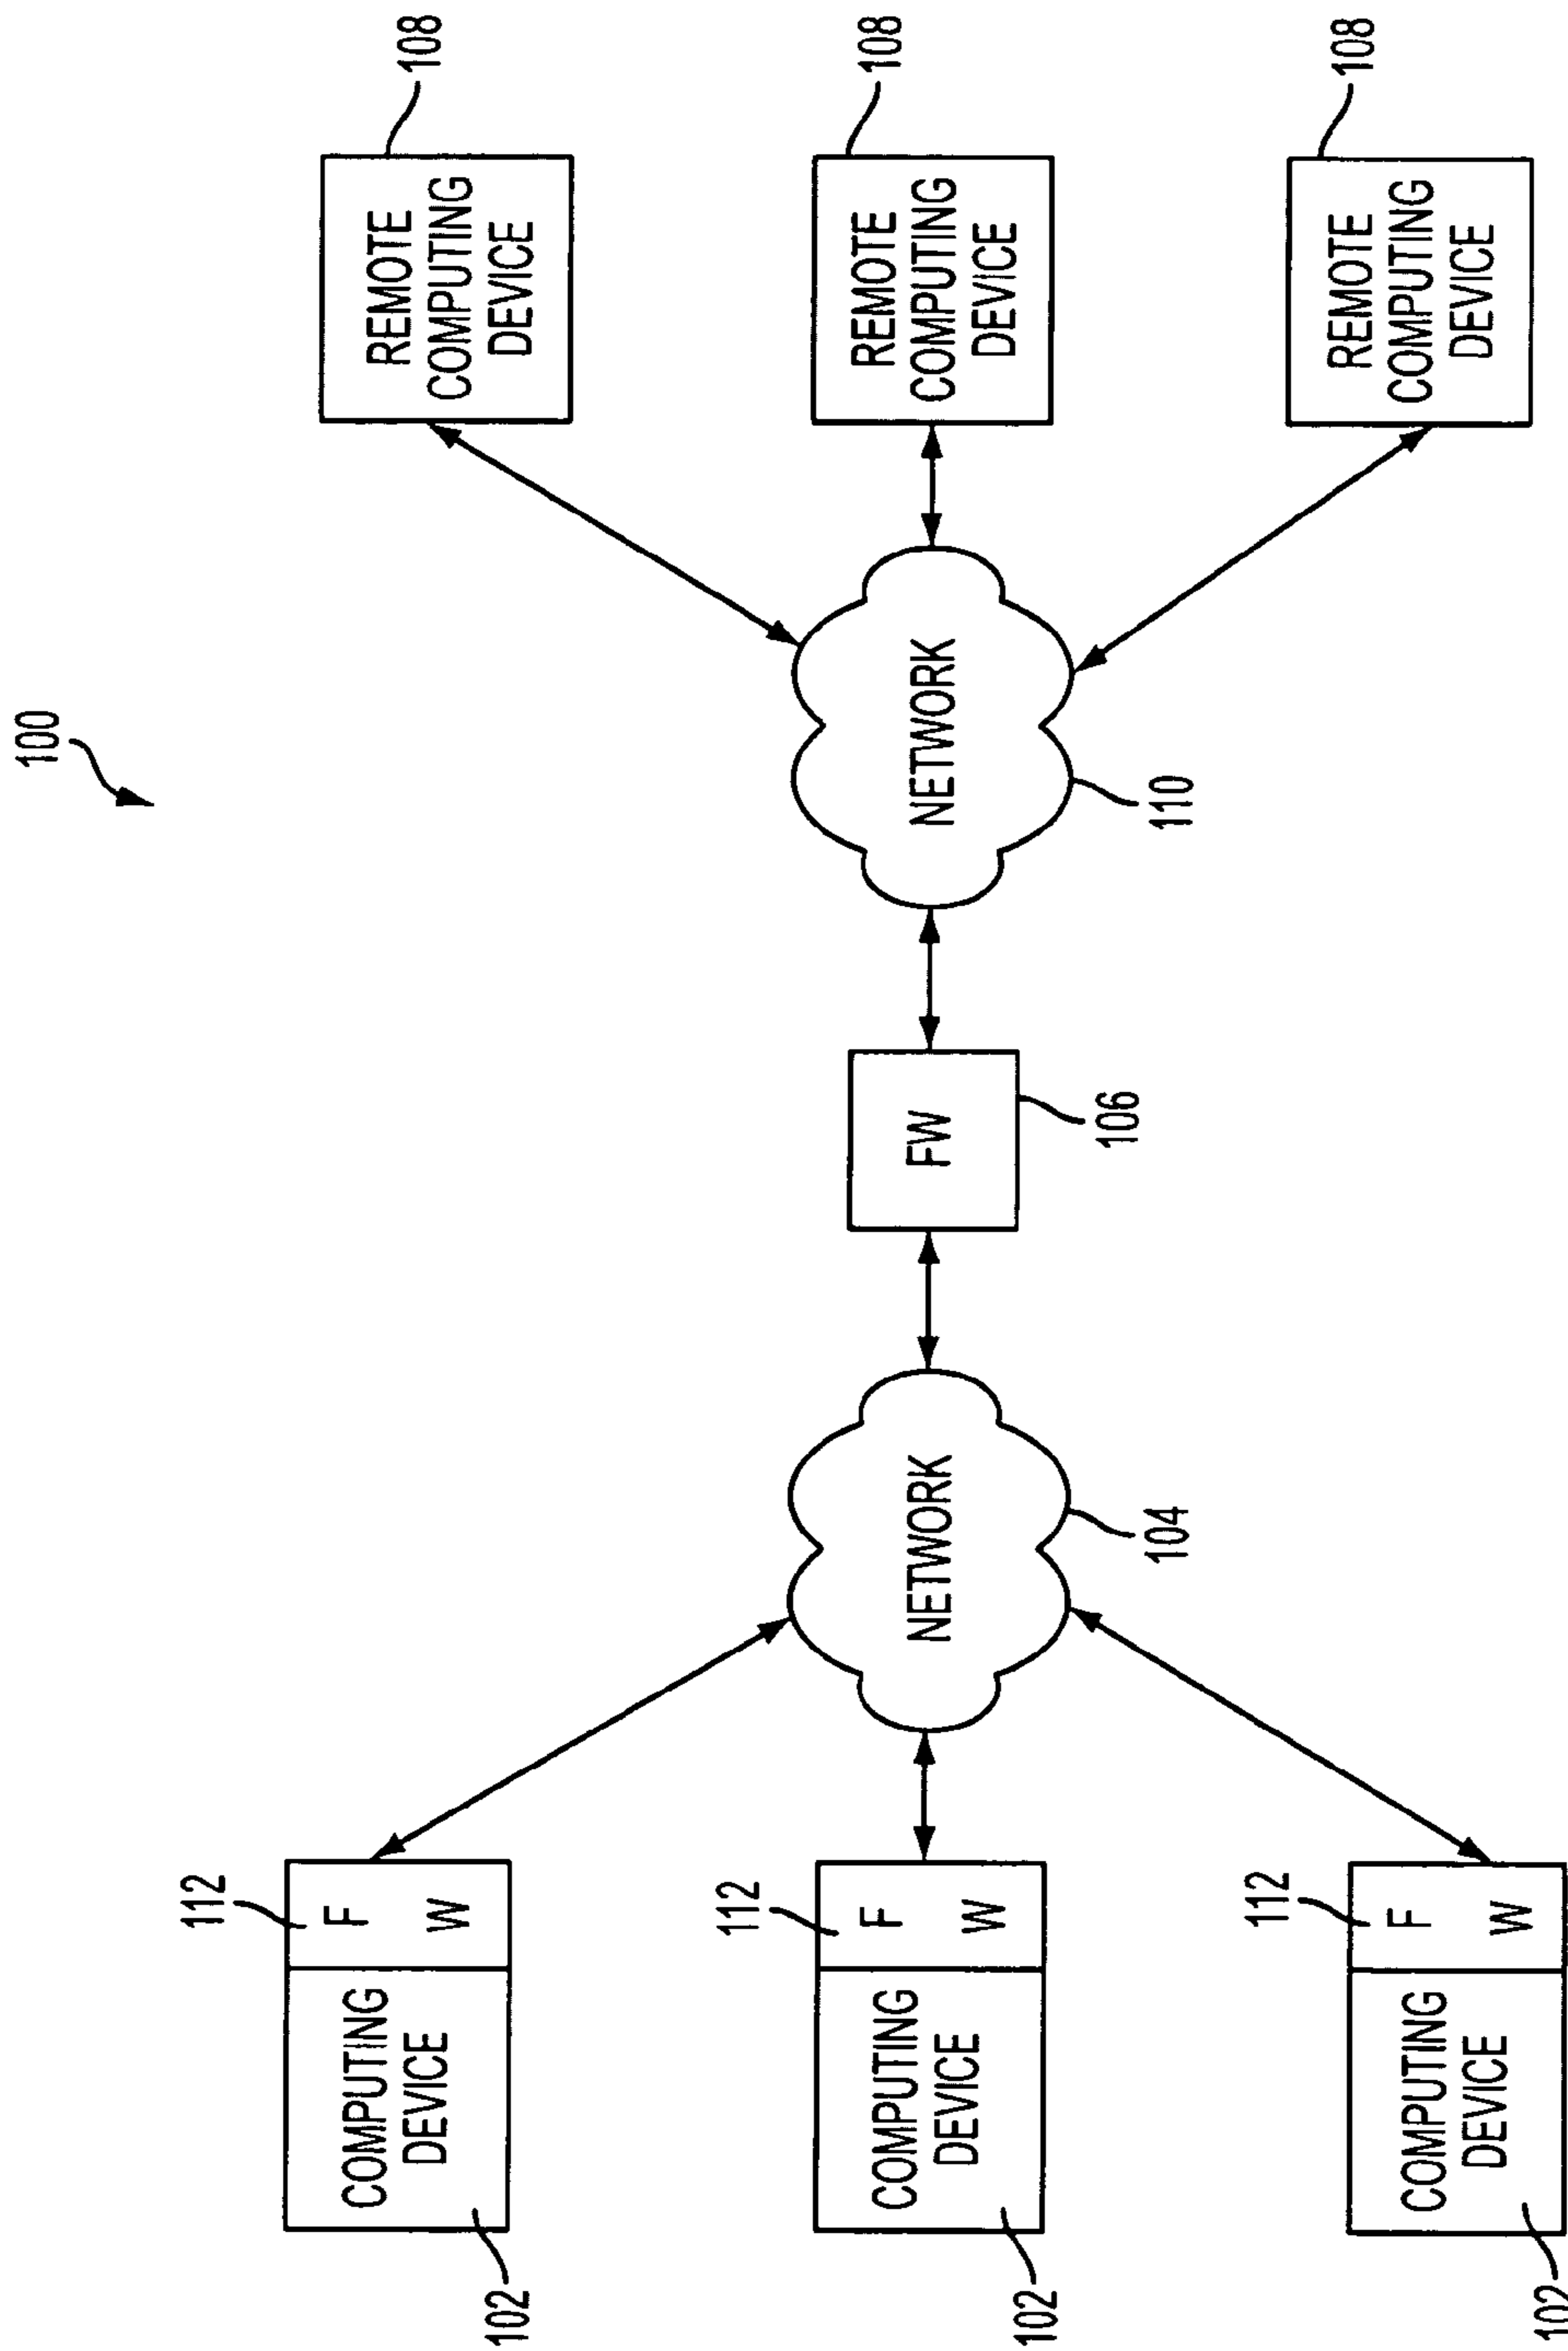 100
112
F W
COMPUTING
DEVICE
102
112
F W
COMPUTING
DEVICE
102
112
F W
COMPUTING
DEVICE
102
NETWORK
104
FW
106
NETWORK
110
REMOTE
COMPUTING
DEVICE
108
REMOTE
COMPUTING
DEVICE
108
REMOTE
COMPUTING
DEVICE
108